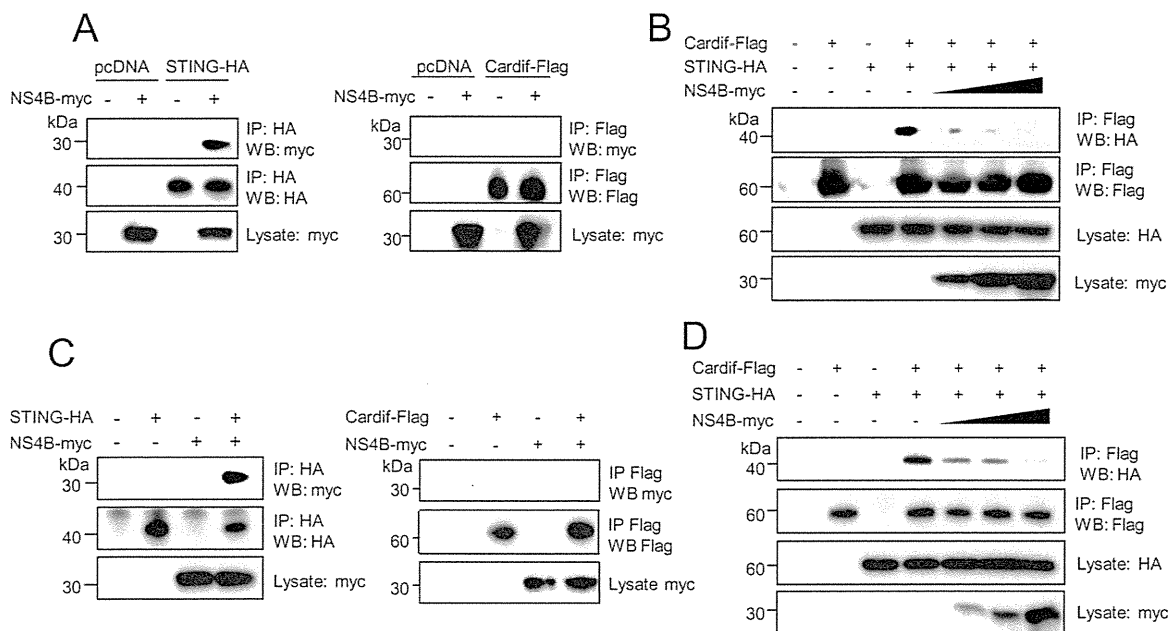 A
pcDNA STING-HA
NS4B-myc - + - +
kDa
30
IP: HA
WB: myc
40
IP: HA
WB: HA
30
Lysate: myc
pcDNA Cardif-Flag
NS4B-myc - + - +
kDa
30
IP: Flag
WB: myc
60
IP: Flag
WB: Flag
30
Lysate: myc
B
Cardif-Flag - + - + + + +
STING-HA - - + + + + +
NS4B-myc - - - -
kDa
40
IP: Flag
WB: HA
60
IP: Flag
WB: Flag
60
Lysate: HA
30
Lysate: myc
C
STING-HA - + - +
NS4B-myc - - + +
kDa
30
IP: HA
WB: myc
40
IP: HA
WB: HA
30
Lysate: myc
Cardif-Flag - + - +
NS4B-myc - - + +
kDa
30
IP Flag
WB myc
60
IP Flag
WB Flag
30
Lysate myc
D
Cardif-Flag - + - + + + +
STING-HA - - + + + + +
NS4B-myc - - - -
kDa
40
IP: Flag
WB: HA
60
IP: Flag
WB: Flag
60
Lysate: HA
30
Lysate: myc